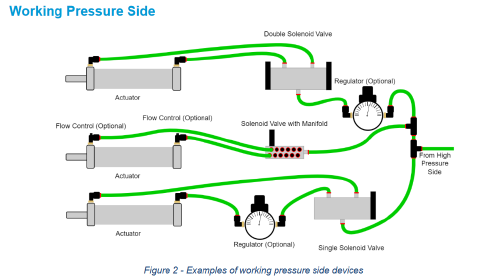 Working Pressure Side
Double Solenoid Valve
Regulator (Optional)
Actuator
Flow Control (Optional)
Flow Control (Optional)
Solenoid Valve with Manifold
From High
Pressure
Side
Actuator
Actuator
Regulator (Optional)
Single Solenoid Valve
Figure 2 - Examples of working pressure side devices